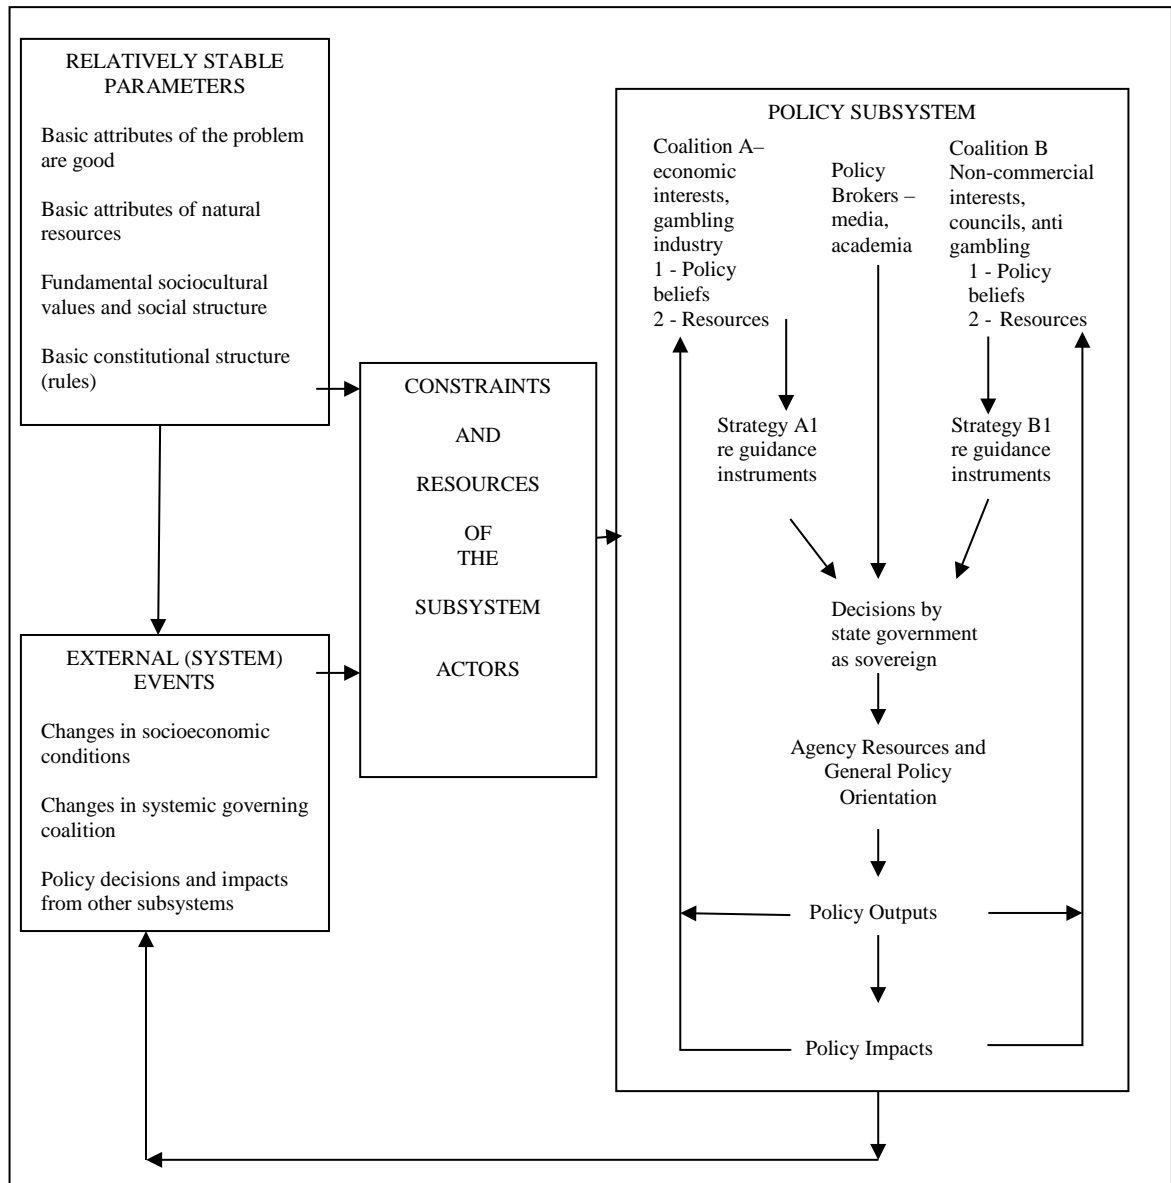 RELATIVELY STABLE
PARAMETERS
Basic attributes of the problem
are good
Basic attributes of natural
resources
Fundamental sociocultural
values and social structure
Basic constitutional structure
(rules)
EXTERNAL (SYSTEM)
EVENTS
Changes in socioeconomic
conditions
Changes in systemic governing
coalition
Policy decisions and impacts
from other subsystems
CONSTRAINTS
AND
RESOURCES
OF
THE
SUBSYSTEM
ACTORS
POLICY SUBSYSTEM
Coalition A–
economic
interests,
gambling
industry
1 - Policy
beliefs
2 - Resources
Policy
Brokers –
media,
academia
Coalition B
Non-commercial
interests,
councils, anti
gambling
1 - Policy
beliefs
2 - Resources
Strategy A1
re guidance
instruments
Strategy B1
re guidance
instruments
Decisions by
state government
as sovereign
Agency Resources and
General Policy
Orientation
Policy Outputs
Policy Impacts